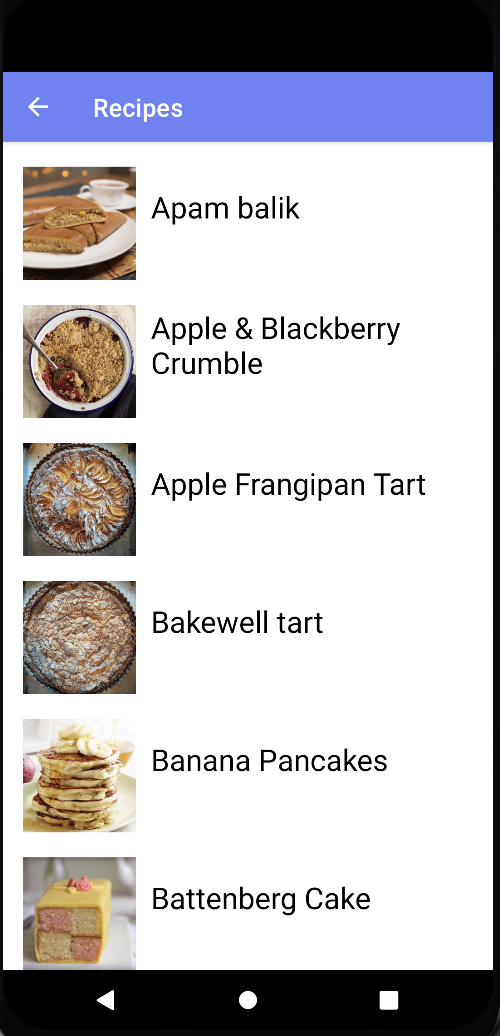 Recipes
Apam balik
Apple & Blackberry
Crumble
Apple Frangipan Tart
Bakewell tart
Banana Pancakes
Battenberg Cake